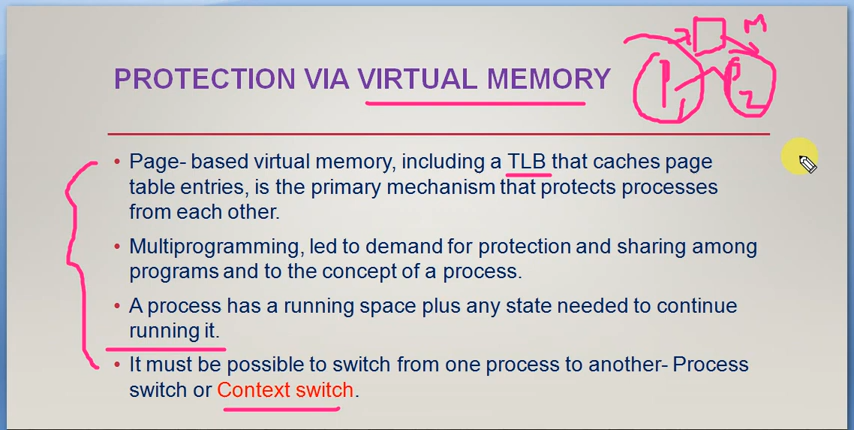 M
PROTECTION VIA VIRTUAL MEMORY
P1 P2
• Page- based virtual memory, including a TLB that caches page
table entries, is the primary mechanism that protects processes
from each other.
• Multiprogramming, led to demand for protection and sharing among
programs and to the concept of a process.
• A process has a running space plus any state needed to continue
running it.
• It must be possible to switch from one process to another- Process
switch or Context switch.